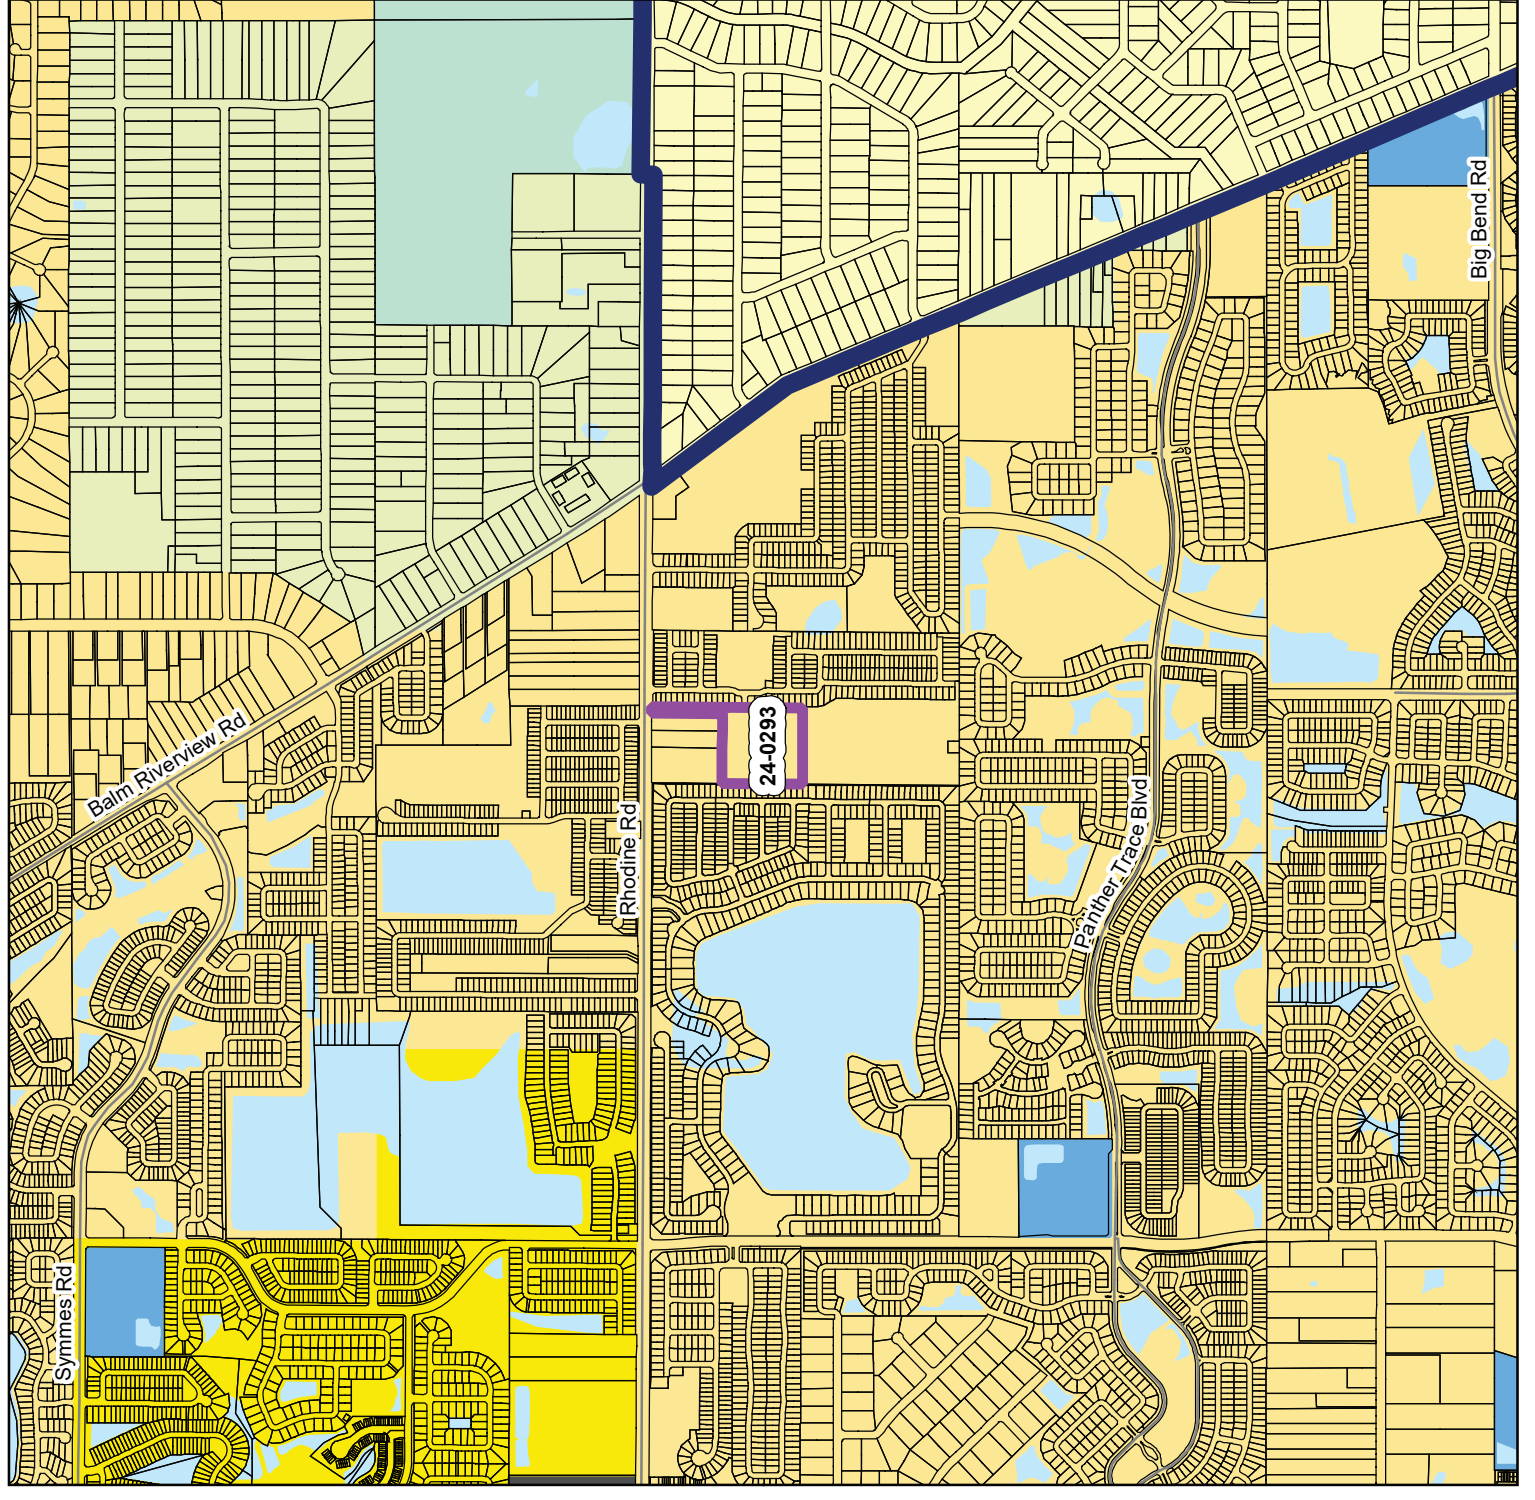 Big Bend Rd
Balm Riverview Rd
24-0293
Rhodine Rd
Panther Trace Blvd
Symmes Rd